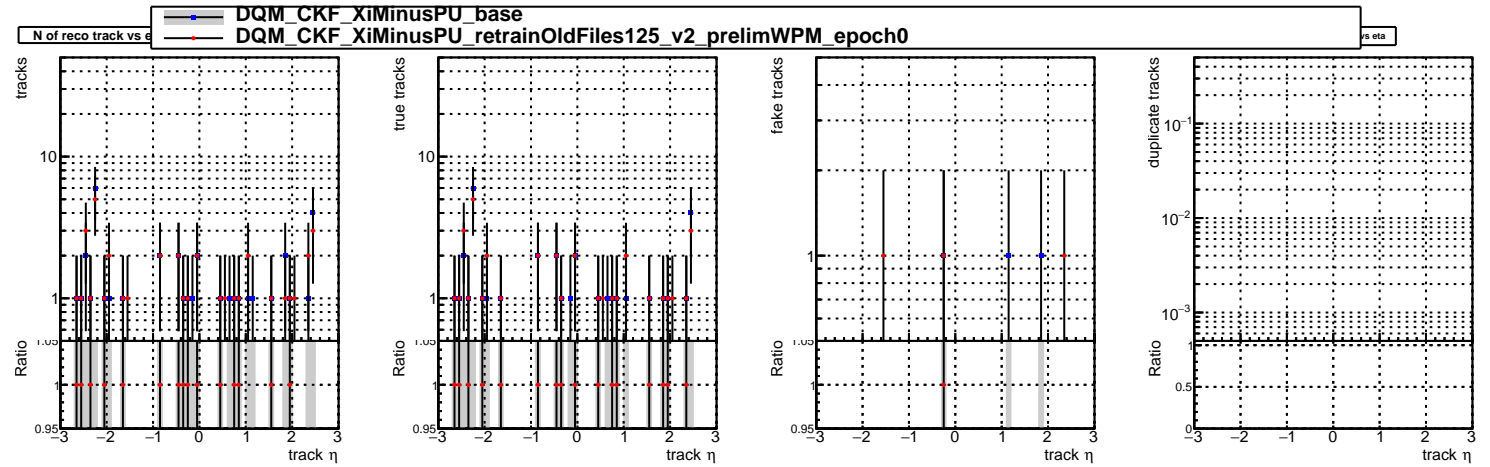 DQM_CKF_XiMinusPU_base
DQM_CKF_XiMinusPU_retrainOldFiles125_v2_prelimWPM_epoch0
N of reco track vs e
vs eta
tracks
10
1
Ratio
1.05
1
0.95
−3 −2 −1 0 1 2 3
track η
true tracks
10
1
Ratio
1.05
1
0.95
−3 −2 −1 0 1 2 3
track η
fake tracks
1
Ratio
1.05
1
0.95
−3 −2 −1 0 1 2 3
track η
duplicate tracks
10−1
10−2
10−3
Ratio
1
0.5
0
−3 −2 −1 0 1 2 3
track η